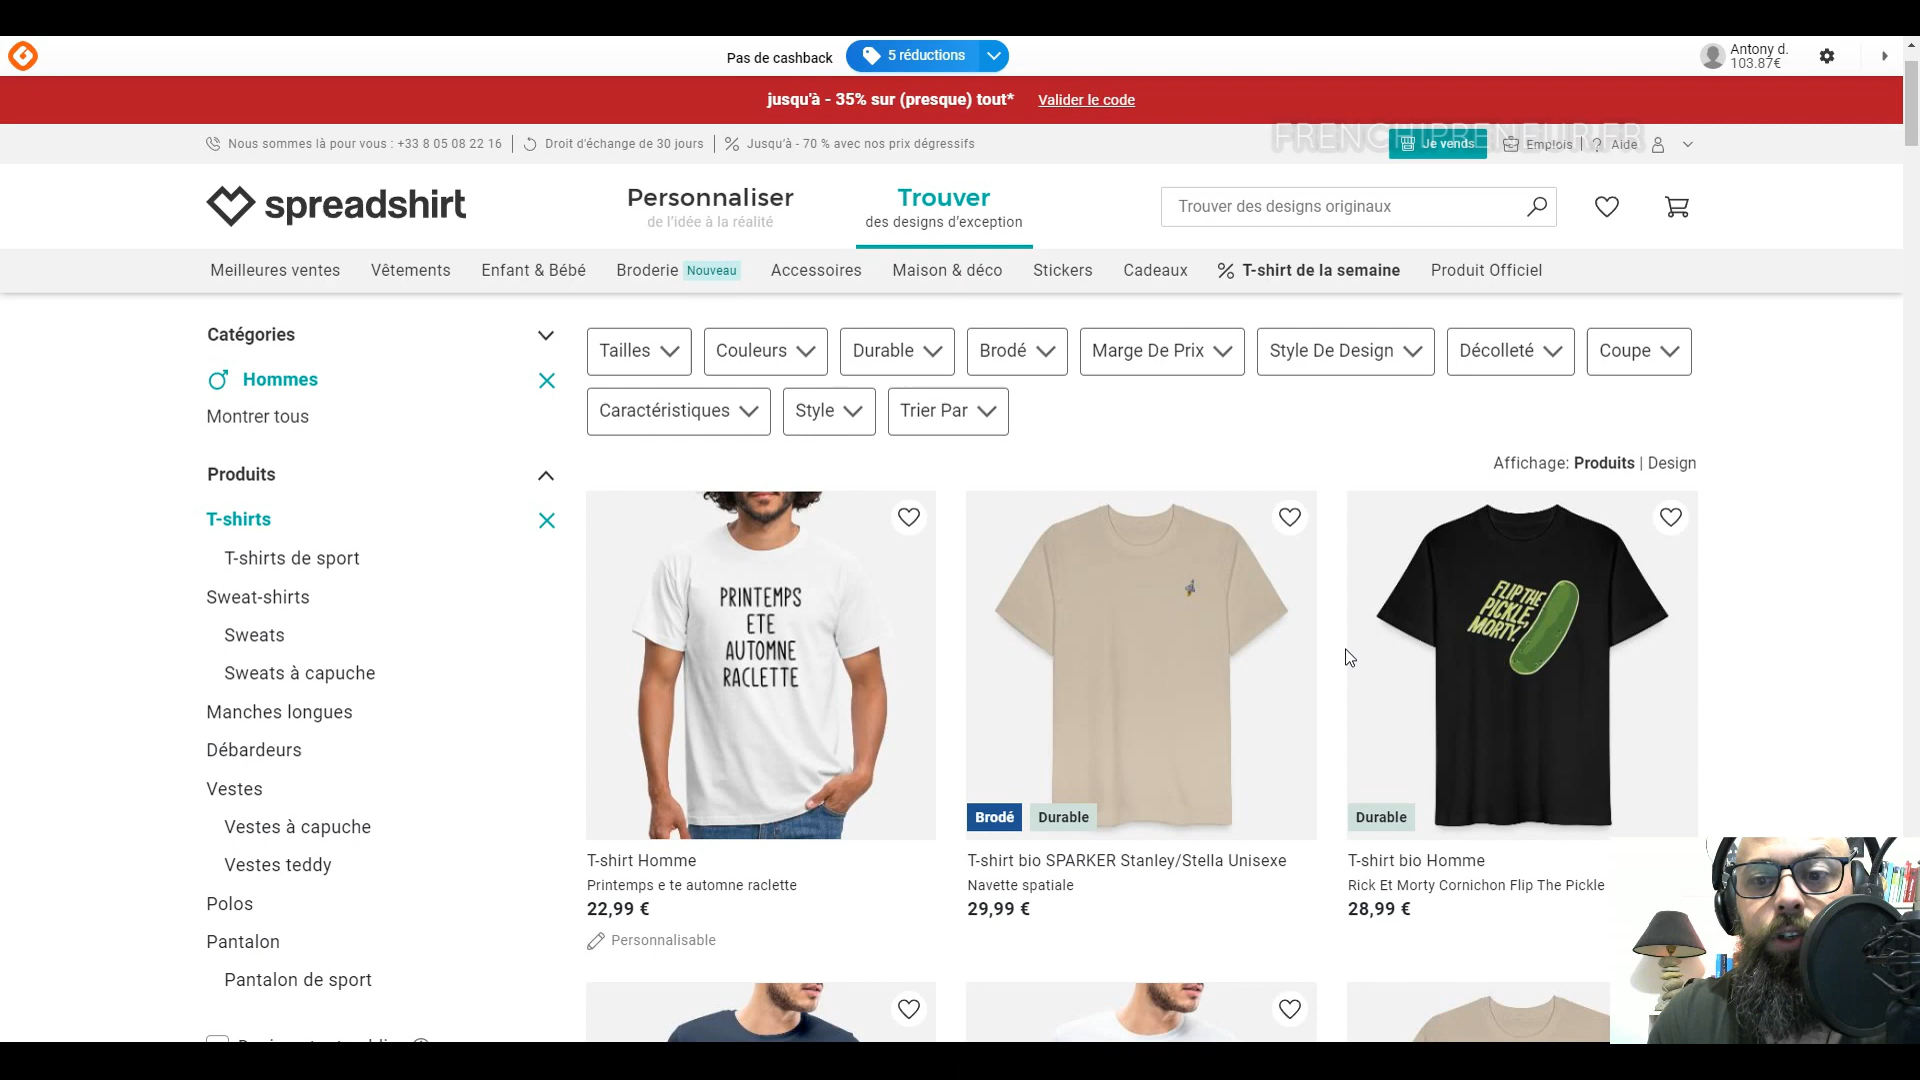 Pas de cashback
5 réductions
Antony d.
103.87€
jusqu'à - 35% sur (presque) tout*
Valider le code
Nous sommes là pour vous : +33 8 05 08 22 16
Droit d'échange de 30 jours
Jusqu'à - 70 % avec nos prix dégressifs
FRENCHIPRENEUR.FR
Je vends
Emplois
Aide
spreadshirt
Personnaliser
de l'idée à la réalité
Trouver
des designs d'exception
Trouver des designs originaux
Meilleures ventes
Vêtements
Enfant & Bébé
Broderie Nouveau
Accessoires
Maison & déco
Stickers
Cadeaux
% T-shirt de la semaine
Produit Officiel
Catégories
Hommes
Montrer tous
Produits
T-shirts
T-shirts de sport
Sweat-shirts
Sweats
Sweats à capuche
Manches longues
Débardeurs
Vestes
Vestes à capuche
Vestes teddy
Polos
Pantalon
Pantalon de sport
Tailles
Couleurs
Durable
Brodé
Marge De Prix
Style De Design
Décolleté
Coupe
Caractéristiques
Style
Trier Par
Affichage: Produits | Design
PRINTEMPS
ETE
AUTOMNE
RACLETTE
T-shirt Homme
Printemps e te automne raclette
22,99 €
Personnalisable
Brodé
Durable
T-shirt bio SPARKER Stanley/Stella Unisexe
Navette spatiale
29,99 €
FLIP THE
PICKLE,
MORTY.
Durable
T-shirt bio Homme
Rick Et Morty Cornichon Flip The Pickle
28,99 €